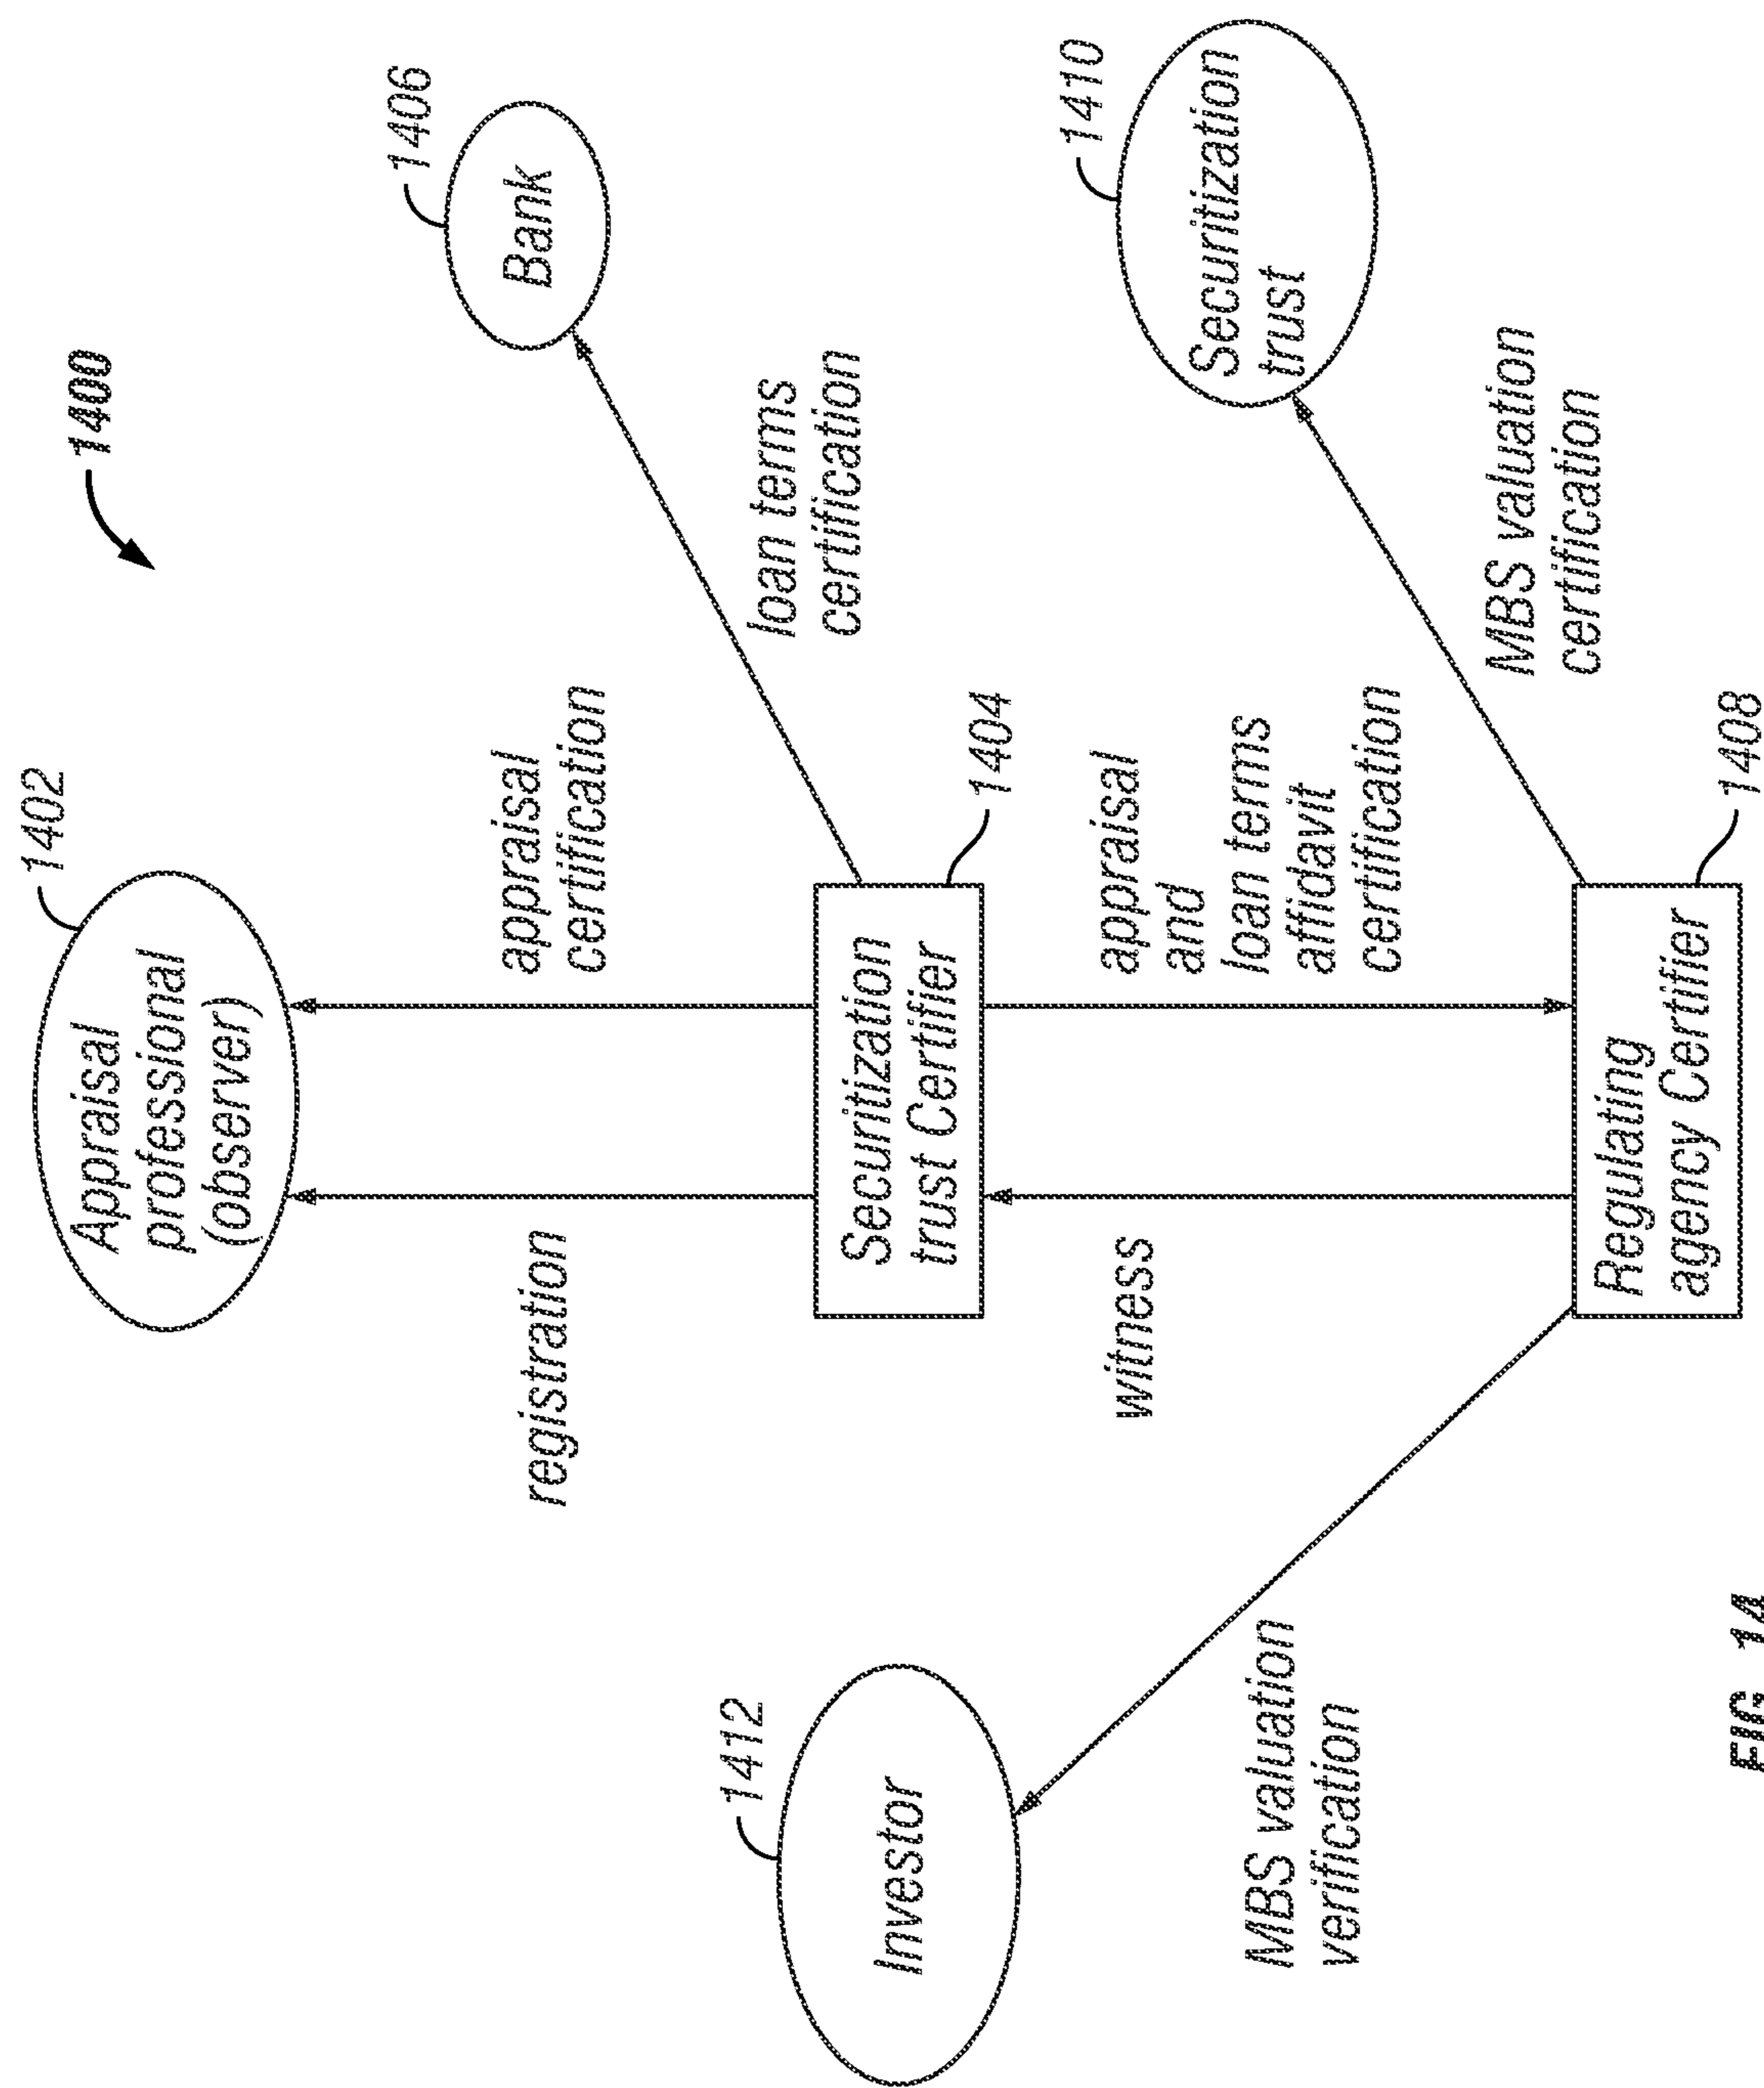 1400
1402
Appraisal
professional
(observer)
1406
Bank
registration
appraisal
certification
loan terms
certification
1412
Investor
Securitization
trust Certifier
1404
1410
Securitization
trust
witness
appraisal
and
loan terms
affidavit
certification
MBS valuation
verification
MBS valuation
certification
Regulating
agency Certifier
1408
FIG. 14